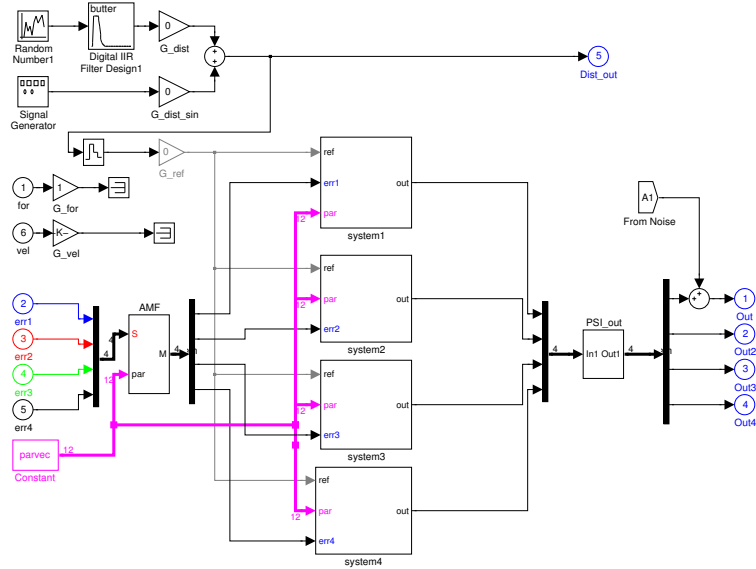 butter
Random
Number1
Digital IIR
Filter Design1
0
G_dist
+
+
5
Dist_out
Signal
Generator
0
G_dist_sin
0
G_ref
ref
err1
par
12
out
system1
1
for
1
G_for
6
vel
-K-
G_vel
A1
From Noise
ref
par
12
err2
out
system2
2
err1
3
err2
4
err3
5
err4
AMF
4
S
par
12
M
4
ref
par
12
err3
out
system3
4
PSI_out
In1 Out1
4
+
+
1
Out
2
Out2
3
Out3
4
Out4
parvec
12
Constant
ref
par
12
err4
out
system4